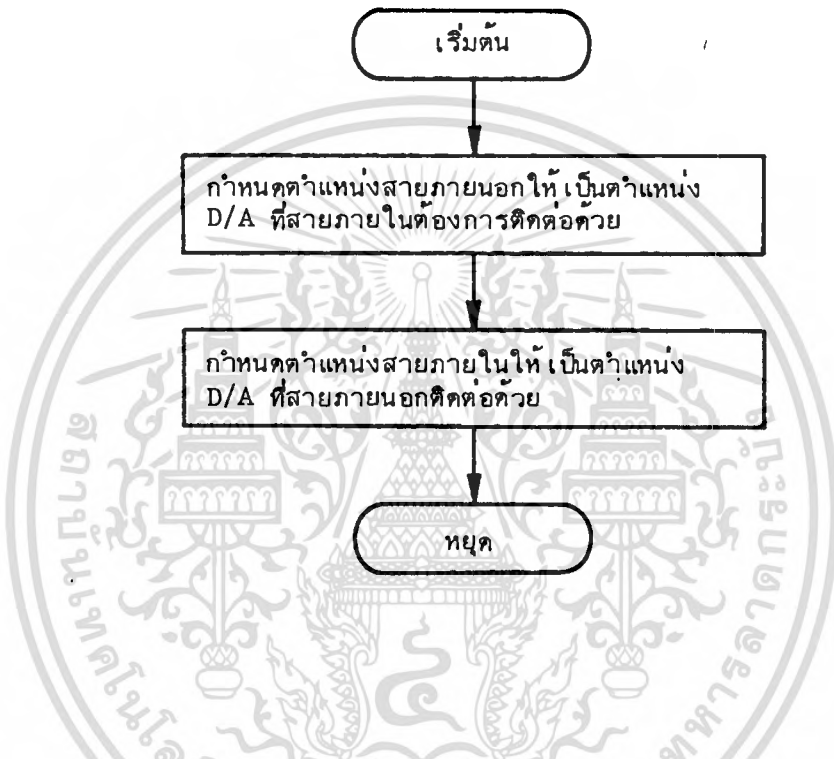 เริ่มต้น
กำหนดตำแหน่งสายภายนอกให้เป็นตำแหน่ง
D/A ที่สายภายในต้องการติดต่อด้วย
กำหนดตำแหน่งสายภายในให้เป็นตำแหน่ง
D/A ที่สายภายนอกติดต่อด้วย
หยุด